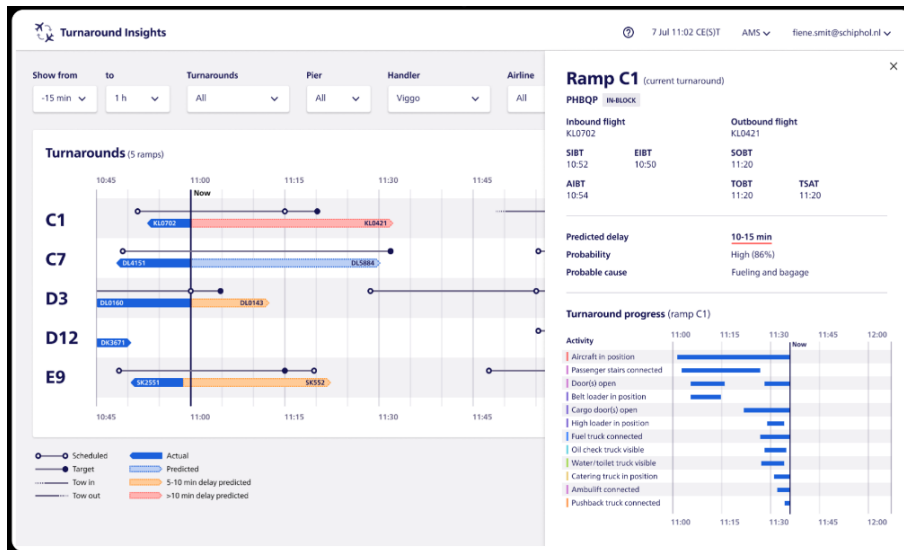 Turnaround Insights
7 Jul 11:02 CE(S)T
AMS
fiene.smit@schiphol.nl
Show from
to
Turnarounds
Pier
Handler
Airline
-15 min
1 h
All
All
Viggo
All
Turnarounds (5 ramps)
10:45 11:00 11:15 11:30 11:45
Now
C1
KL0702
KL0421
C7
DL4151
DL5884
D3
DL0160
DL0143
D12
DK3671
E9
SK2551
SK552
10:45 11:00 11:15 11:30 11:45
Scheduled
Target
Tow in
Tow out
Actual
Predicted
5-10 min delay predicted
>10 min delay predicted
Ramp C1 (current turnaround)
PHBQP IN-BLOCK
Inbound flight
KL0702
Outbound flight
KL0421
SIBT EIBT SOBT
10:52 10:50 11:20
AIBT TOBT TSAT
10:54 11:20 11:20
Predicted delay 10-15 min
Probability High (86%)
Probable cause Fueling and bagage
Turnaround progress (ramp C1)
Activity
11:00 11:15 11:30 11:45 12:00
Now
Aircraft in position
Passenger stairs connected
Door(s) open
Belt loader in position
Cargo door(s) open
High loader in position
Fuel truck connected
Oil check truck visible
Water/toilet truck visible
Catering truck in position
Ambulift connected
Pushback truck connected
11:00 11:15 11:30 11:45 12:00